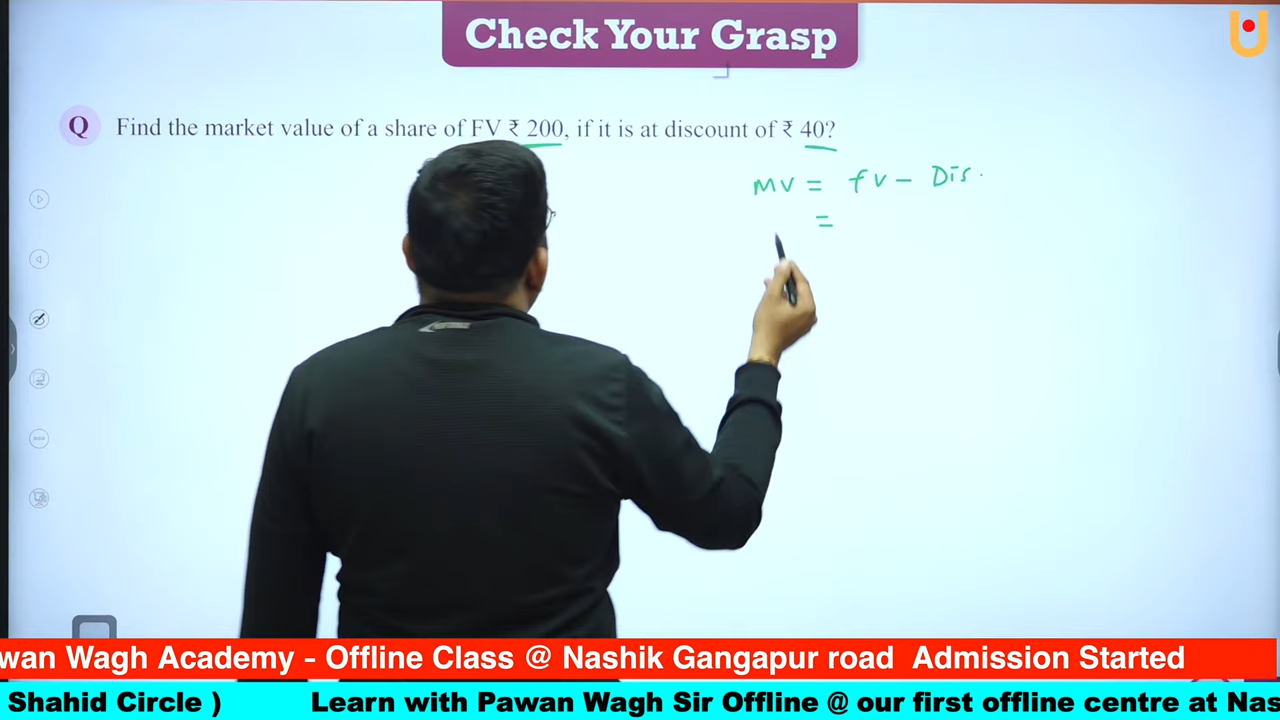 Check Your Grasp
Q Find the market value of a share of FV ₹ 200, if it is at discount of ₹ 40?
MV = FV - Dis.
=
wan Wagh Academy - Offline Class @ Nashik Gangapur road Admission Started
Shahid Circle ) Learn with Pawan Wagh Sir Offline @ our first offline centre at Nas